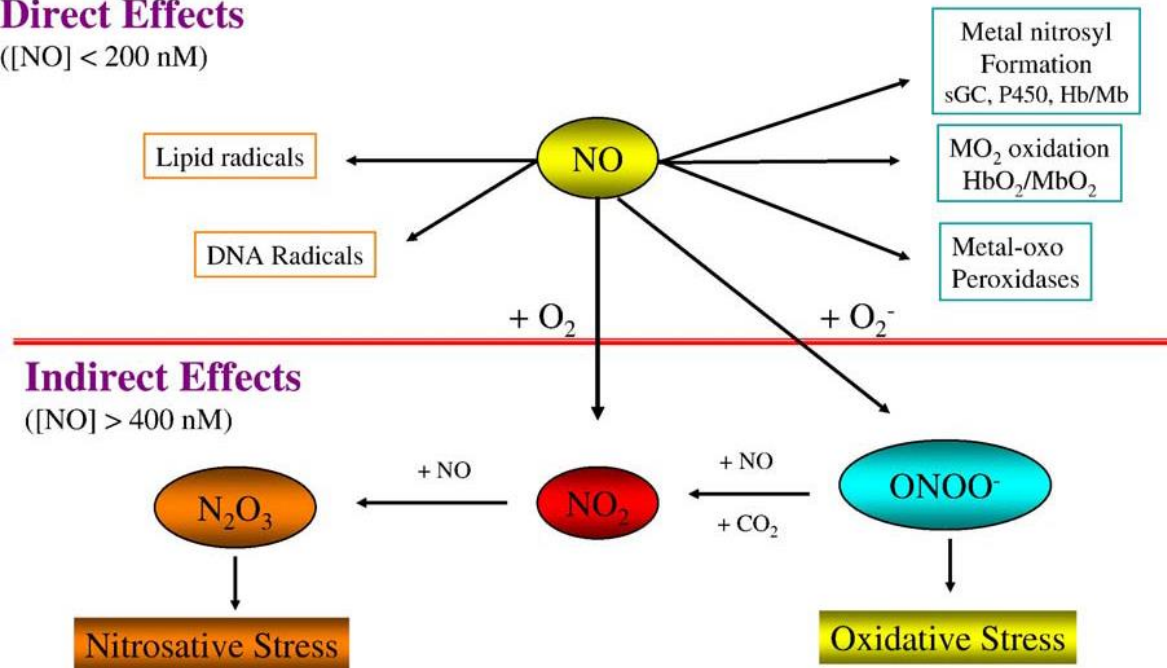 Direct Effects
([NO] < 200 nM)
Metal nitrosyl
Formation
sGC, P450, Hb/Mb
Lipid radicals
NO
MO₂ oxidation
HbO₂/MbO₂
DNA Radicals
Metal-oxo
Peroxidases
+ O₂
+ O₂⁻
Indirect Effects
([NO] > 400 nM)
N₂O₃
+ NO
NO₂
+ NO
+ CO₂
ONOO⁻
Nitrosative Stress
Oxidative Stress